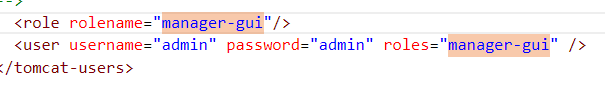 -->
<role rolename="manager-gui"/>
<user username="admin" password="admin" roles="manager-gui" />
</tomcat-users>